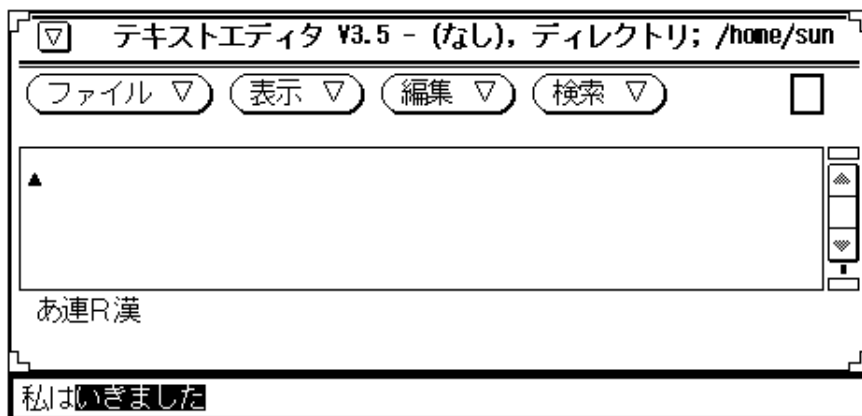 テキストエディタ V3.5 - (なし), ディレクトリ; /home/sun
ファイル 表示 編集 検索
あ連R漢
私はいきました